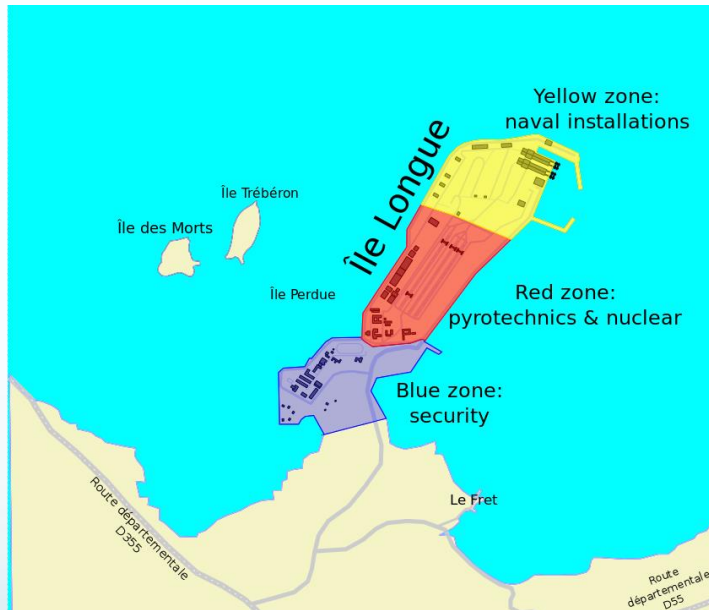 Yellow zone:
naval installations
Île Longue
Île Trébéron
Île des Morts
Île Perdue
Red zone:
pyrotechnics & nuclear
Blue zone:
security
Le Fret
Route départementale
D355
Route
départementale
D55